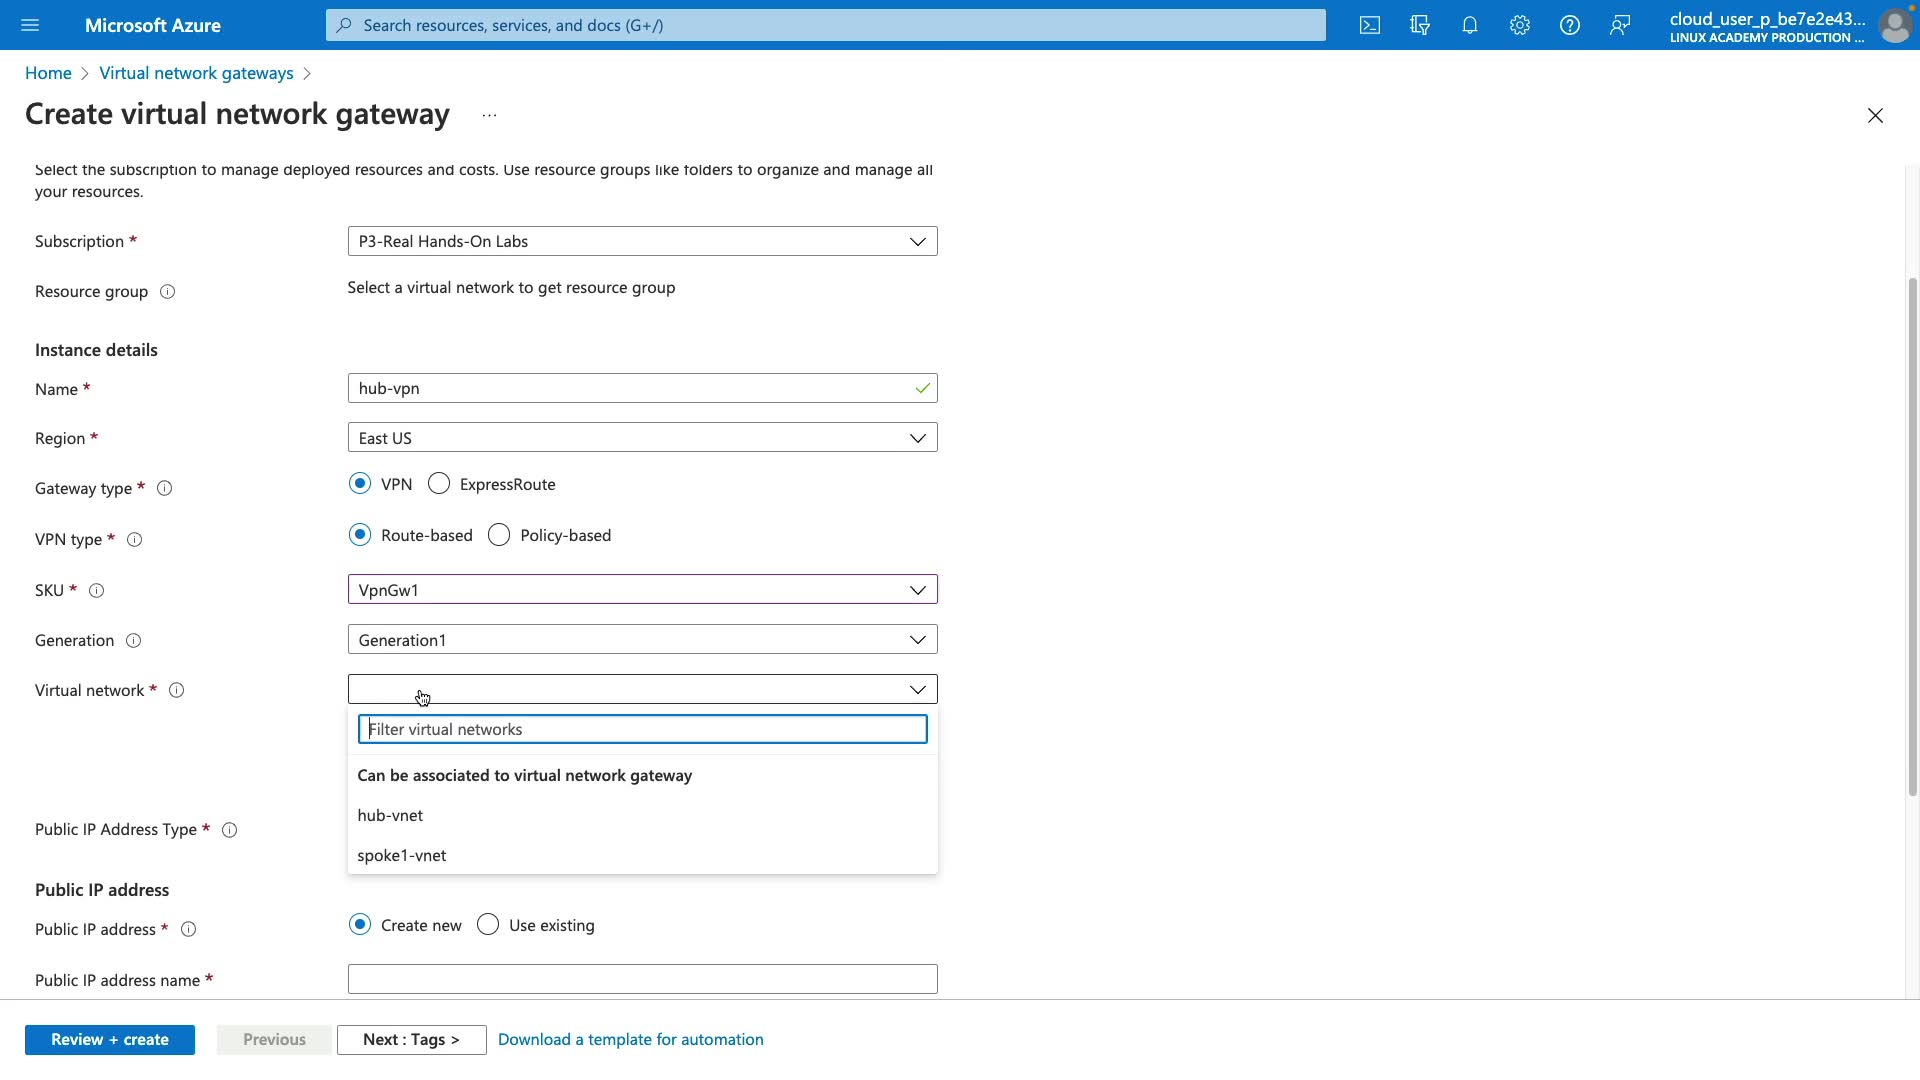 Microsoft Azure
Search resources, services, and docs (G+/)
cloud_user_p_be7e2e43...
LINUX ACADEMY PRODUCTION ...
Home > Virtual network gateways >
Create virtual network gateway ...
Select the subscription to manage deployed resources and costs. Use resource groups like folders to organize and manage all
your resources.
Subscription *
P3-Real Hands-On Labs
Resource group
Select a virtual network to get resource group
Instance details
Name *
hub-vpn
Region *
East US
Gateway type *
VPN
ExpressRoute
VPN type *
Route-based
Policy-based
SKU *
VpnGw1
Generation
Generation1
Virtual network *
Filter virtual networks
Can be associated to virtual network gateway
hub-vnet
spoke1-vnet
Public IP Address Type *
Public IP address
Public IP address *
Create new
Use existing
Public IP address name *
Review + create
Previous
Next : Tags >
Download a template for automation